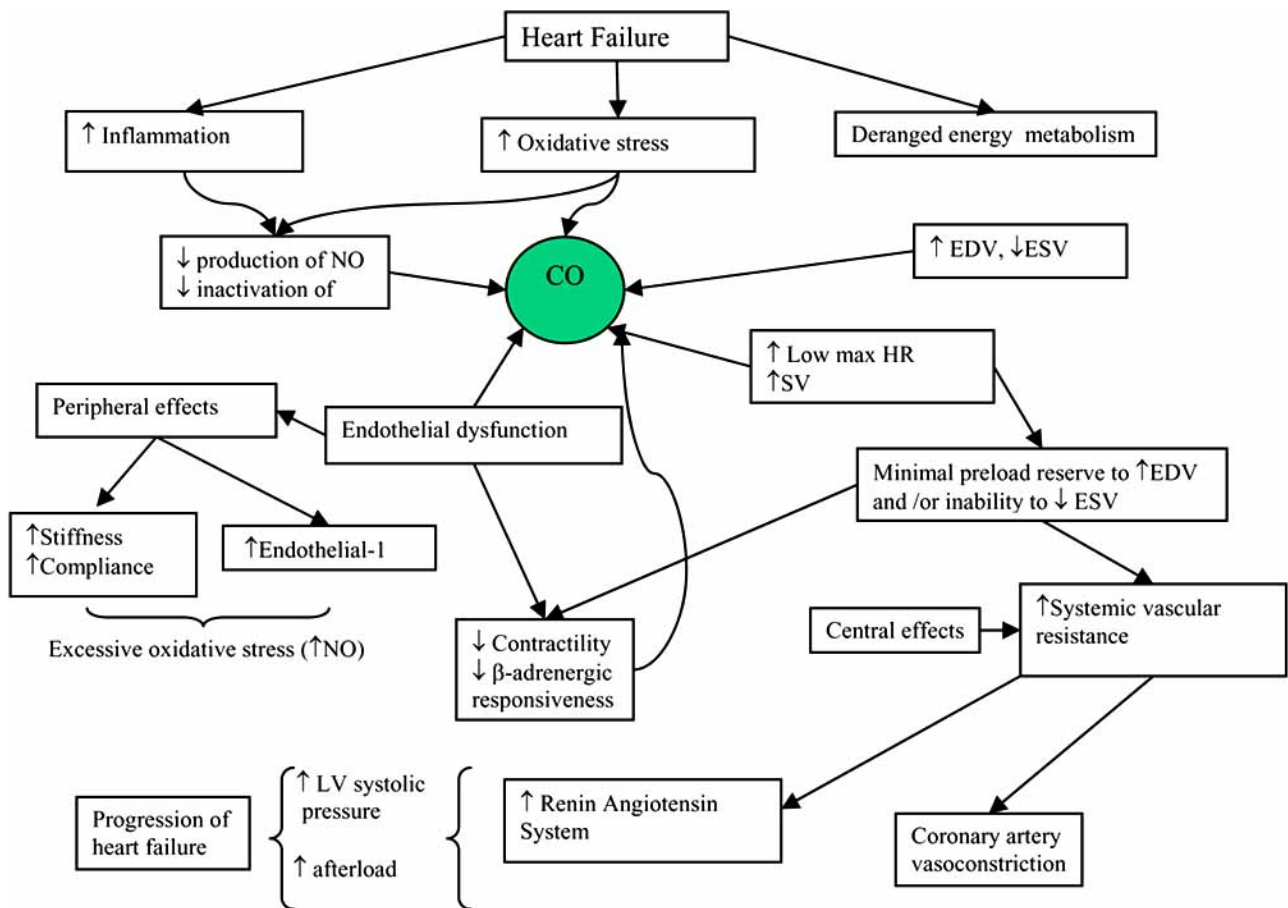 Heart Failure
↑ Inflammation
↑ Oxidative stress
Deranged energy metabolism
↓ production of NO
↓ inactivation of
CO
↑ EDV, ↓ESV
↑ Low max HR
↑SV
Peripheral effects
Endothelial dysfunction
Minimal preload reserve to ↑EDV
and /or inability to ↓ ESV
↑Stiffness
↑Compliance
↑Endothelial-1
Excessive oxidative stress (↑NO)
↓ Contractility
↓ β-adrenergic
responsiveness
Central effects
↑Systemic vascular
resistance
Progression of
heart failure
↑ LV systolic
pressure
↑ afterload
↑ Renin Angiotensin
System
Coronary artery
vasoconstriction